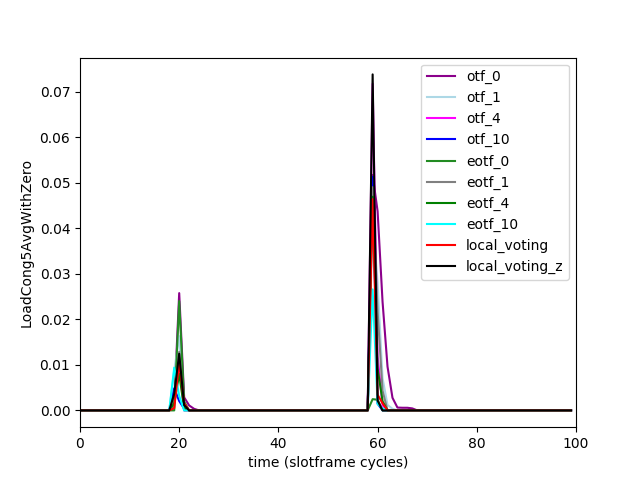 0.07
0.06
0.05
0.04
0.03
0.02
0.01
0.00
LoadCong5AvgWithZero
otf_0
otf_1
otf_4
otf_10
eotf_0
eotf_1
eotf_4
eotf_10
local_voting
local_voting_z
0 20 40 60 80 100
time (slotframe cycles)